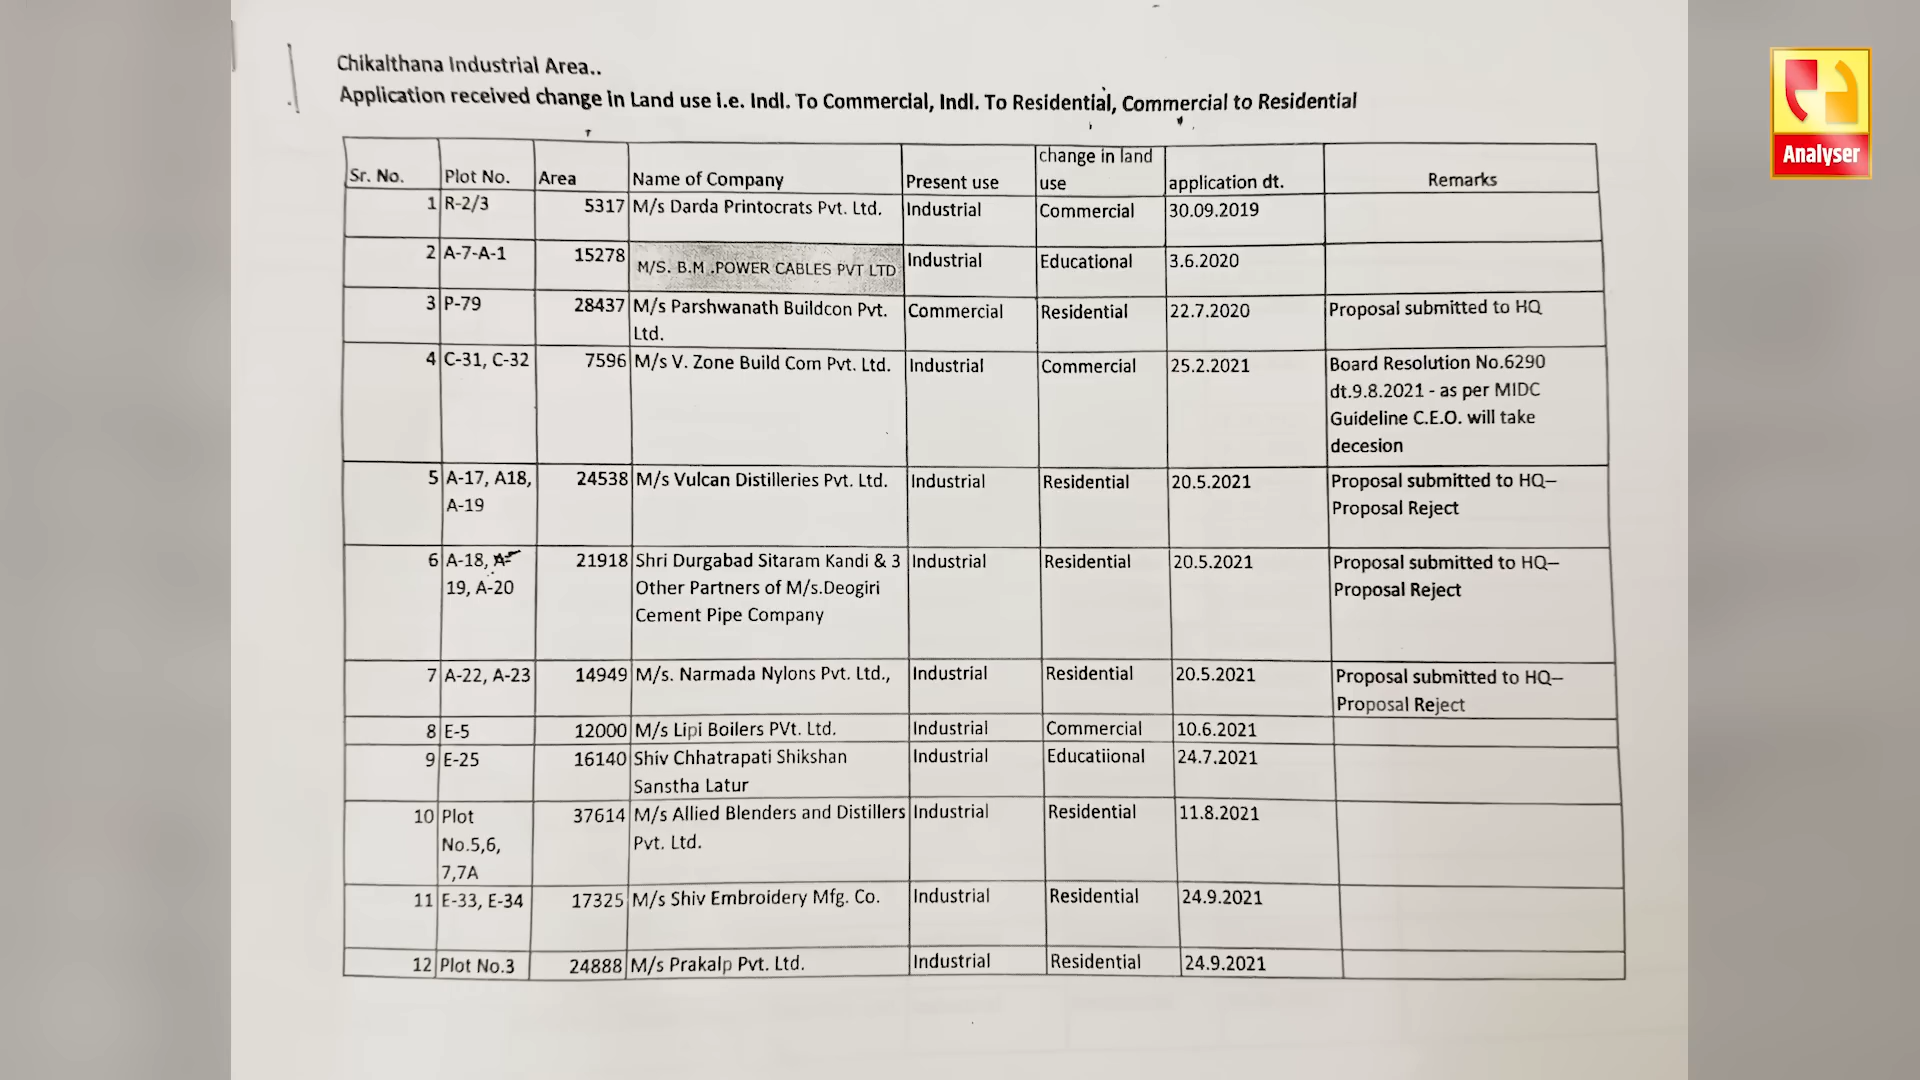 Chikalthana Industrial Area..
Application received change in Land use i.e. Indl. To Commercial, Indl. To Residential, Commercial to Residential
Sr. No. Plot No. Area Name of Company Present use change in land use application dt. Remarks
1 R-2/3 5317 M/s Darda Printocrats Pvt. Ltd. Industrial Commercial 30.09.2019
2 A-7-A-1 15278 M/S. B.M .POWER CABLES PVT LTD Industrial Educational 3.6.2020
3 P-79 28437 M/s Parshwanath Buildcon Pvt. Commercial Residential 22.7.2020 Proposal submitted to HQ
Ltd.
4 C-31, C-32 7596 M/s V. Zone Build Com Pvt. Ltd. Industrial Commercial 25.2.2021 Board Resolution No.6290
dt.9.8.2021 - as per MIDC
Guideline C.E.O. will take
decesion
5 A-17, A18, 24538 M/s Vulcan Distilleries Pvt. Ltd. Industrial Residential 20.5.2021 Proposal submitted to HQ–
A-19 Proposal Reject
6 A-18, A- 21918 Shri Durgabad Sitaram Kandi & 3 Industrial Residential 20.5.2021 Proposal submitted to HQ–
19, A-20 Other Partners of M/s.Deogiri Proposal Reject
Cement Pipe Company
7 A-22, A-23 14949 M/s. Narmada Nylons Pvt. Ltd., Industrial Residential 20.5.2021 Proposal submitted to HQ–
Proposal Reject
8 E-5 12000 M/s Lipi Boilers PVt. Ltd. Industrial Commercial 10.6.2021
9 E-25 16140 Shiv Chhatrapati Shikshan Industrial Educatiional 24.7.2021
Sanstha Latur
10 Plot 37614 M/s Allied Blenders and Distillers Industrial Residential 11.8.2021
No.5,6, Pvt. Ltd.
7,7A
11 E-33, E-34 17325 M/s Shiv Embroidery Mfg. Co. Industrial Residential 24.9.2021
12 Plot No.3 24888 M/s Prakalp Pvt. Ltd. Industrial Residential 24.9.2021
Analyser